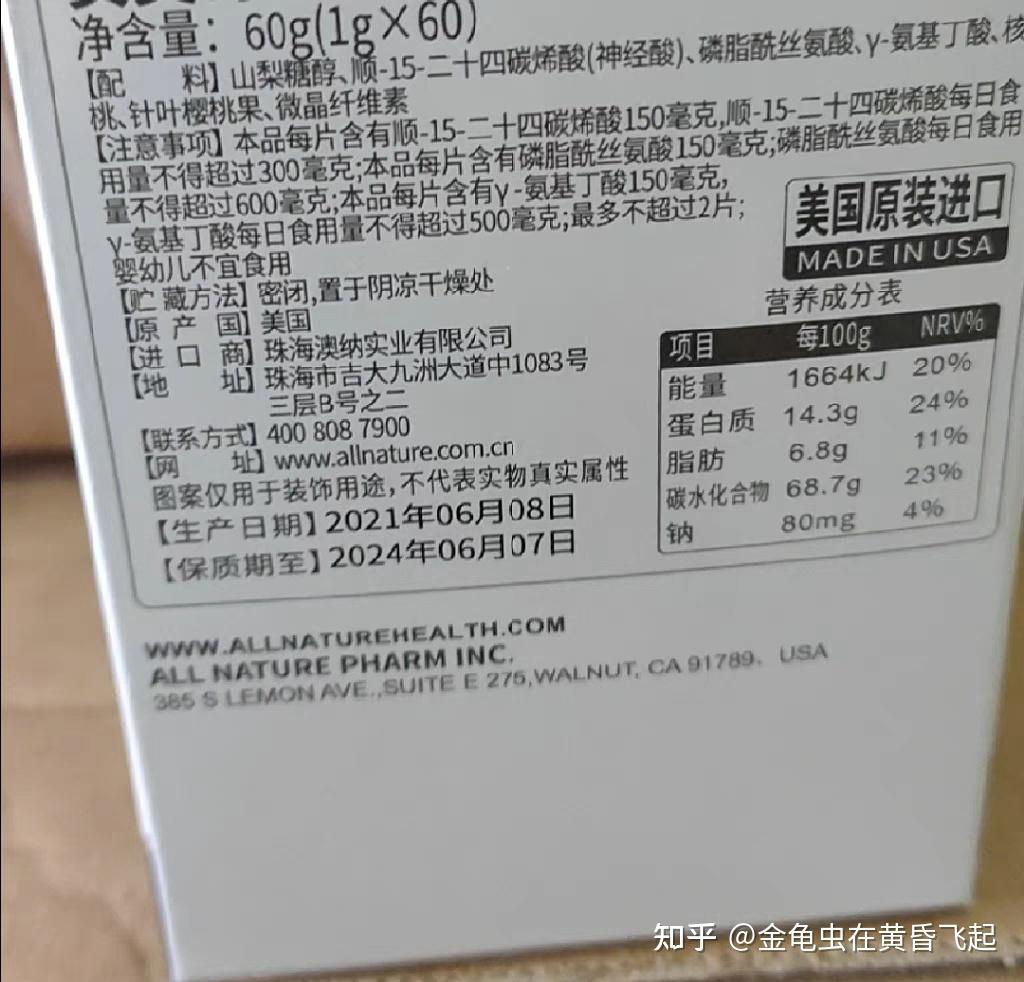 净含量：60g(1g×60)
【配 料】山梨糖醇、顺-15-二十四碳烯酸(神经酸)、磷脂酰丝氨酸、γ-氨基丁酸、核
桃、针叶樱桃果、微晶纤维素
【注意事项】本品每片含有顺-15-二十四碳烯酸150毫克,顺-15-二十四碳烯酸每日食
用量不得超过300毫克;本品每片含有磷脂酰丝氨酸150毫克;磷脂酰丝氨酸每日食用
量不得超过600毫克;本品每片含有γ-氨基丁酸150毫克,
γ-氨基丁酸每日食用量不得超过500毫克;最多不超过2片;
婴幼儿不宜食用
【贮藏方法】密闭,置于阴凉干燥处
【原产国】美国
【进口商】珠海澳纳实业有限公司
【地 址】珠海市吉大九洲大道中1083号
三层B号之二
【联系方式】400 808 7900
【网 址】www.allnature.com.cn
图案仅用于装饰用途,不代表实物真实属性
【生产日期】2021年06月08日
【保质期至】2024年06月07日
美国原装进口
MADE IN USA
营养成分表
项目 每100g NRV%
能量 1664kJ 20%
蛋白质 14.3g 24%
脂肪 6.8g 11%
碳水化合物 68.7g 23%
钠 80mg 4%
WWW.ALLNATUREHEALTH.COM
ALL NATURE PHARM INC.
385 S LEMON AVE.,SUITE E 275,WALNUT, CA 91789, USA
知乎 @金龟虫在黄昏飞起